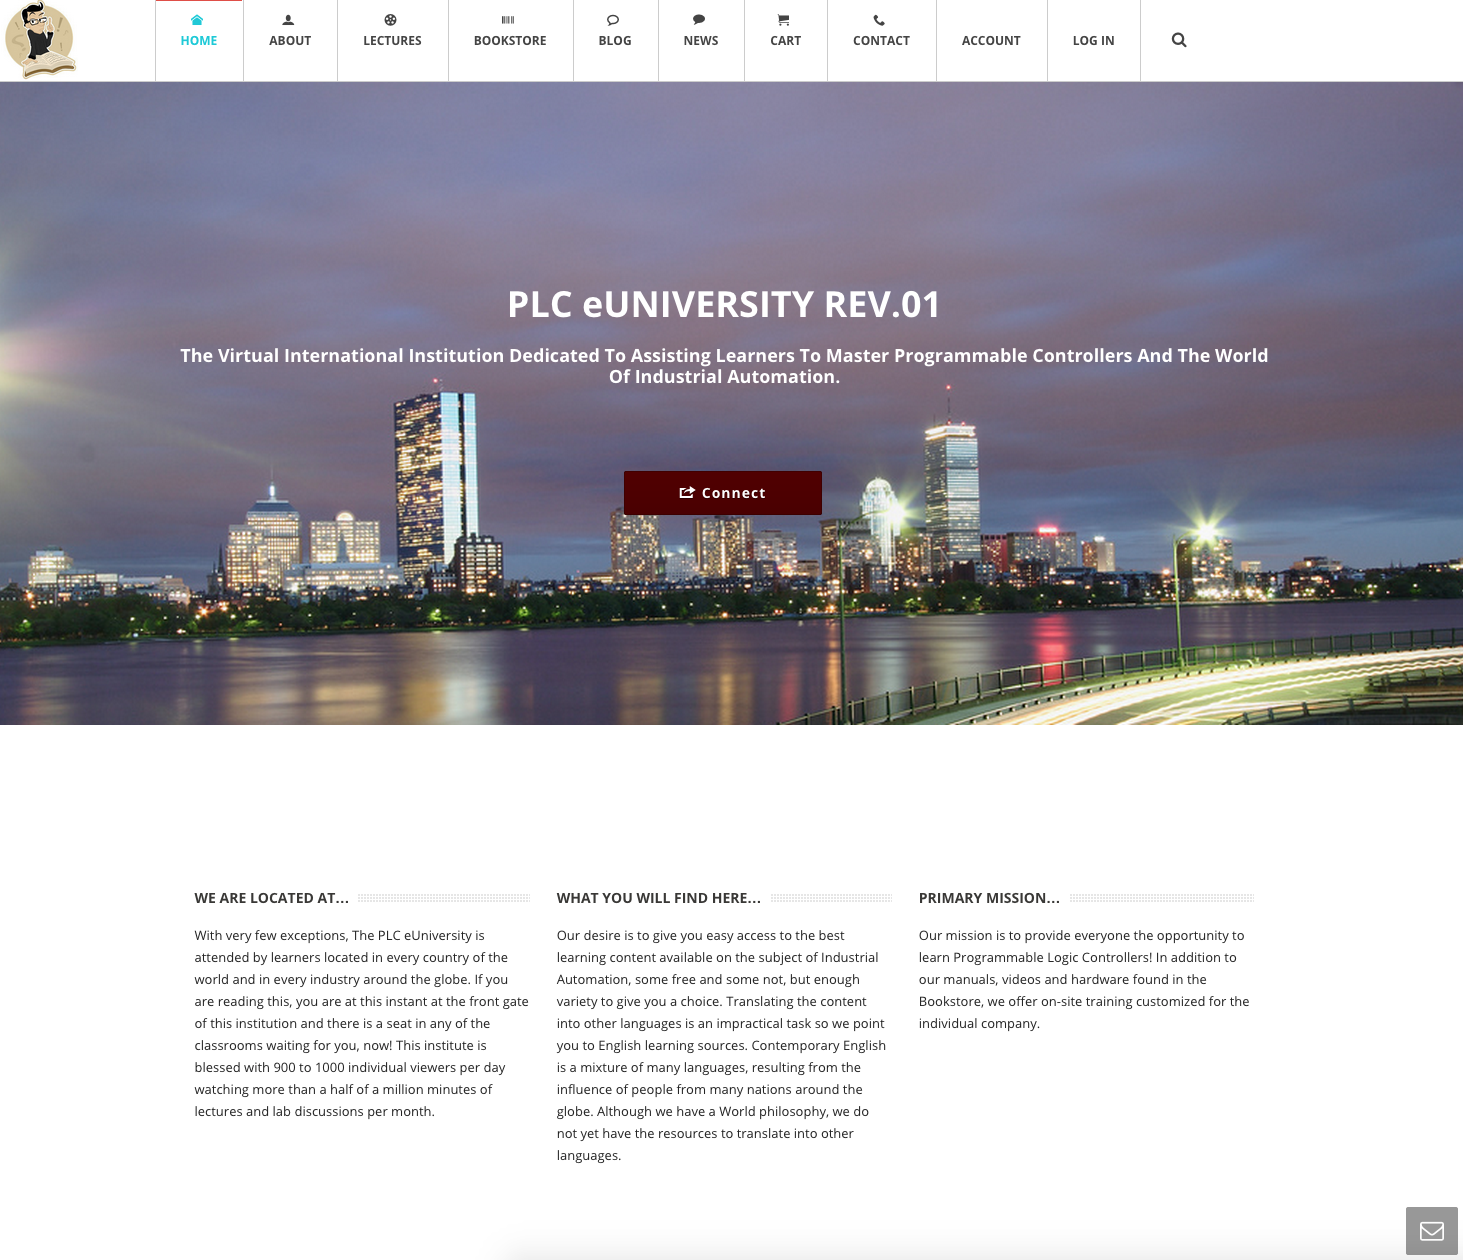 HOME
ABOUT
LECTURES
BOOKSTORE
BLOG
NEWS
CART
CONTACT
ACCOUNT
LOG IN
PLC eUNIVERSITY REV.01
The Virtual International Institution Dedicated To Assisting Learners To Master Programmable Controllers And The World
Of Industrial Automation.
Connect
WE ARE LOCATED AT...
With very few exceptions, The PLC eUniversity is
attended by learners located in every country of the
world and in every industry around the globe. If you
are reading this, you are at this instant at the front gate
of this institution and there is a seat in any of the
classrooms waiting for you, now! This institute is
blessed with 900 to 1000 individual viewers per day
watching more than a half of a million minutes of
lectures and lab discussions per month.
WHAT YOU WILL FIND HERE...
Our desire is to give you easy access to the best
learning content available on the subject of Industrial
Automation, some free and some not, but enough
variety to give you a choice. Translating the content
into other languages is an impractical task so we point
you to English learning sources. Contemporary English
is a mixture of many languages, resulting from the
influence of people from many nations around the
globe. Although we have a World philosophy, we do
not yet have the resources to translate into other
languages.
PRIMARY MISSION...
Our mission is to provide everyone the opportunity to
learn Programmable Logic Controllers! In addition to
our manuals, videos and hardware found in the
Bookstore, we offer on-site training customized for the
individual company.